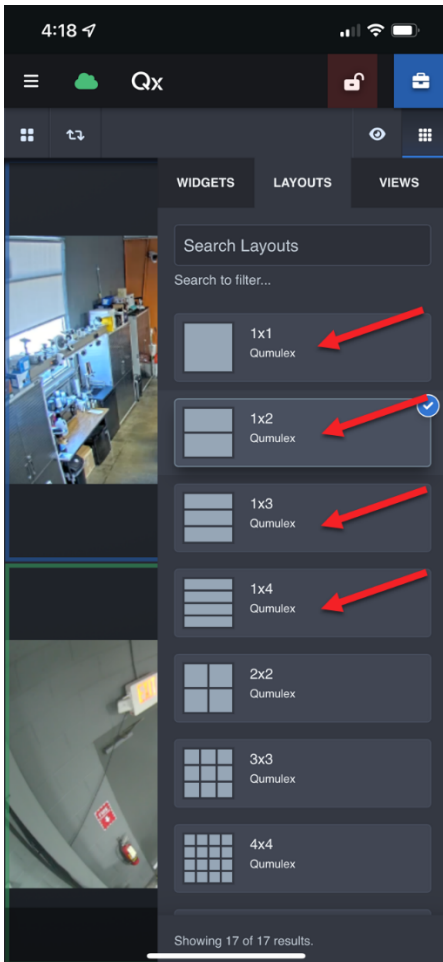 4:18
Qx
WIDGETS LAYOUTS VIEWS
Search Layouts
Search to filter...
1x1
Qumulex
1x2
Qumulex
1x3
Qumulex
1x4
Qumulex
2x2
Qumulex
3x3
Qumulex
4x4
Qumulex
Showing 17 of 17 results.